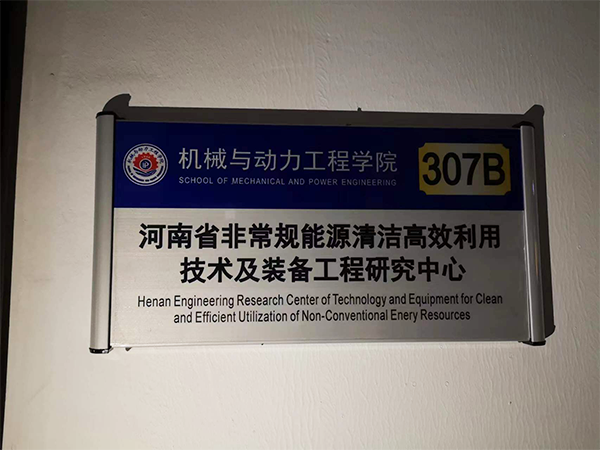 机械与动力工程学院
SCHOOL OF MECHANICAL AND POWER ENGINEERING
307B
河南省非常规能源清洁高效利用
技术及装备工程研究中心
Henan Engineering Research Center of Technology and Equipment for Clean
and Efficient Utilization of Non-Conventional Enery Resources